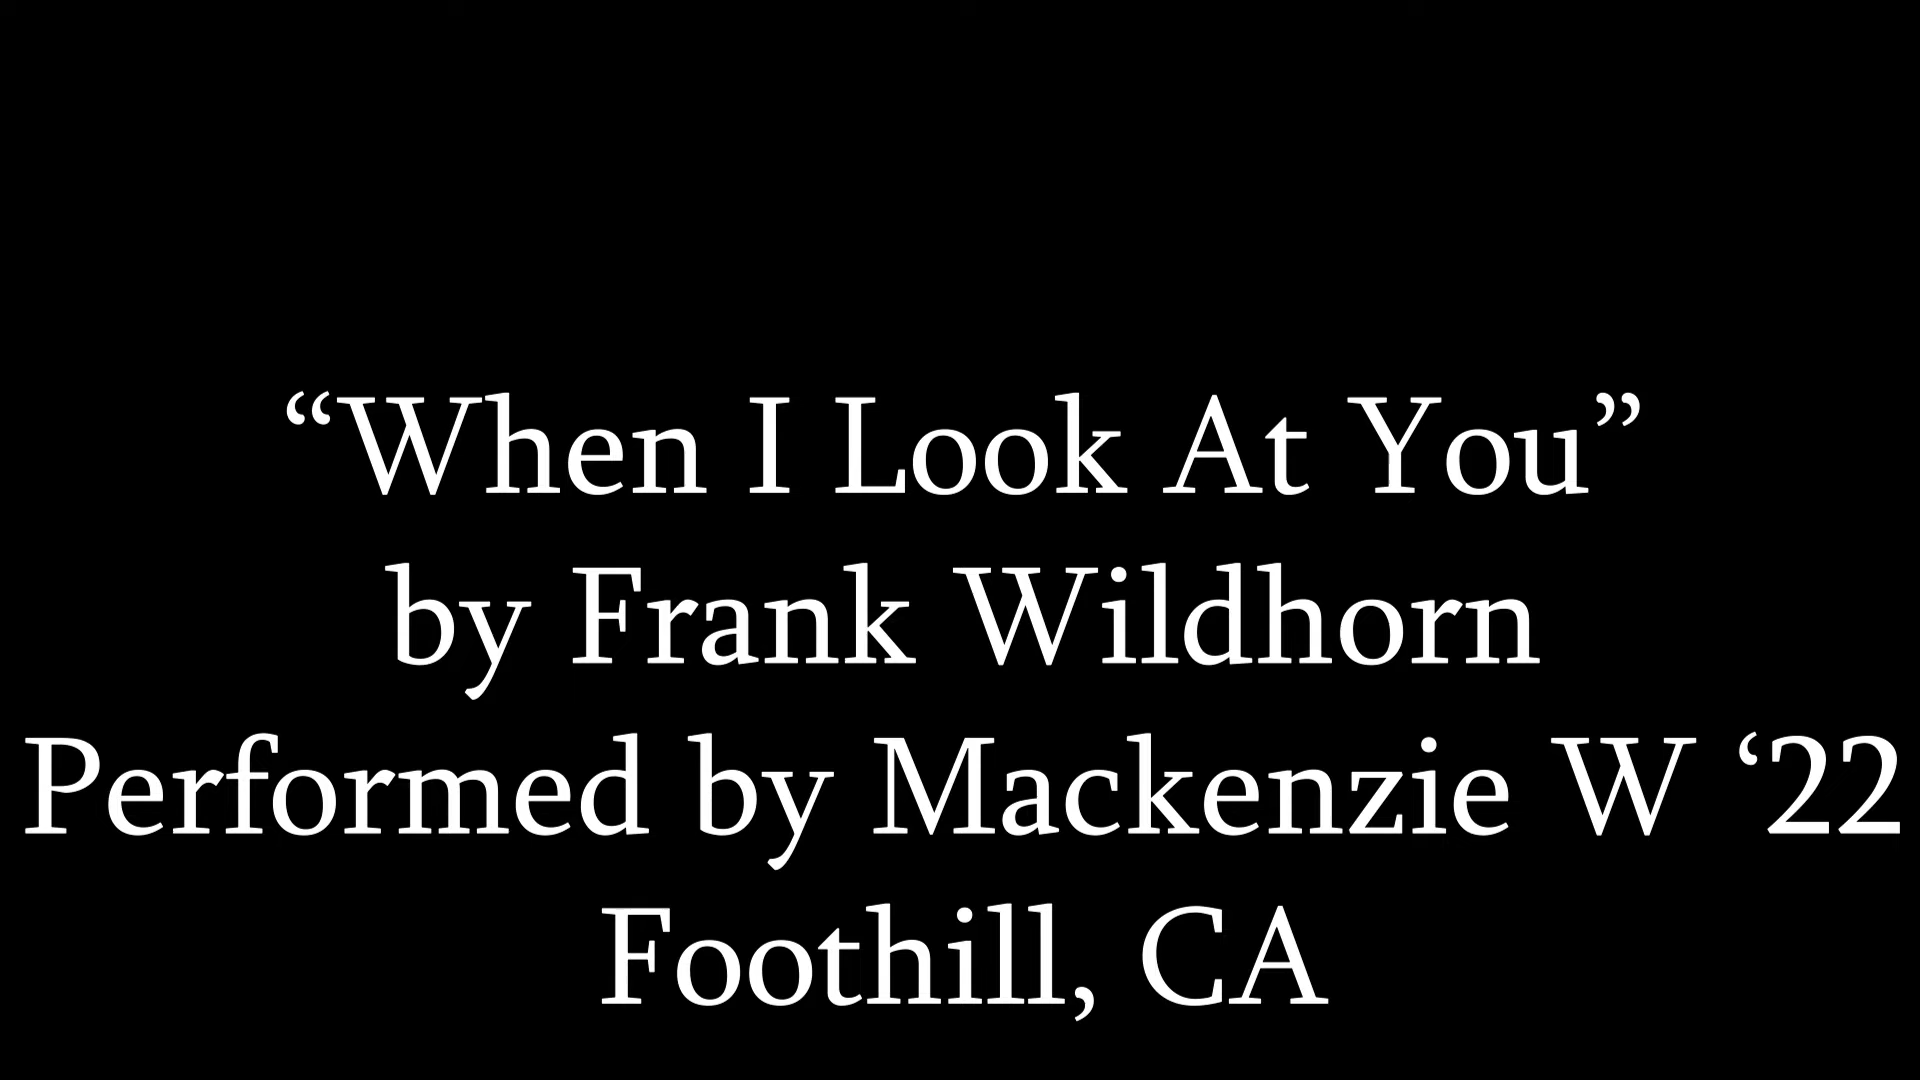 “When I Look At You”
by Frank Wildhorn
Performed by Mackenzie W ‘22
Foothill, CA